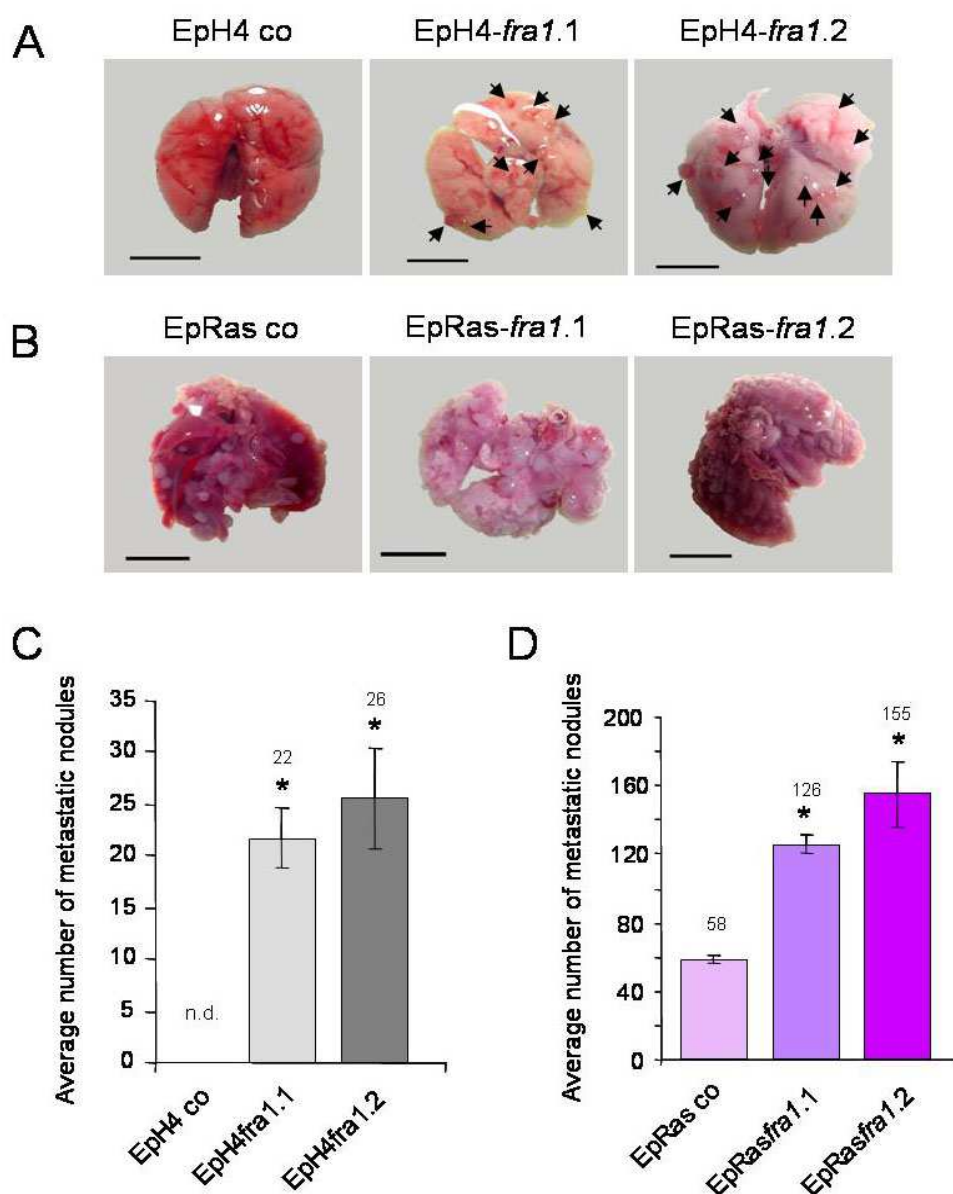 A
EpH4 co
EpH4-fra1.1
EpH4-fra1.2
B
EpRas co
EpRas-fra1.1
EpRas-fra1.2
C
Average number of metastatic nodules
35
30
25
20
15
10
5
0
n.d.
22
*
26
*
EpH4 co
EpH4fra1.1
EpH4fra1.2
D
Average number of metastatic nodules
200
160
120
80
40
0
58
126
*
155
*
EpRas co
EpRasfra1.1
EpRasfra1.2